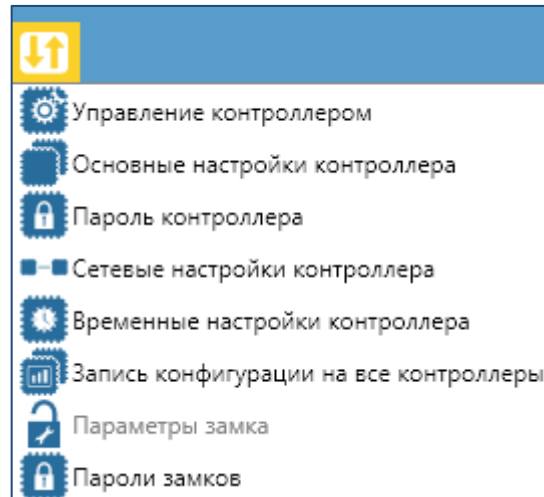 Управление контроллером
Основные настройки контроллера
Пароль контроллера
Сетевые настройки контроллера
Временные настройки контроллера
Запись конфигурации на все контроллеры
Параметры замка
Пароли замков